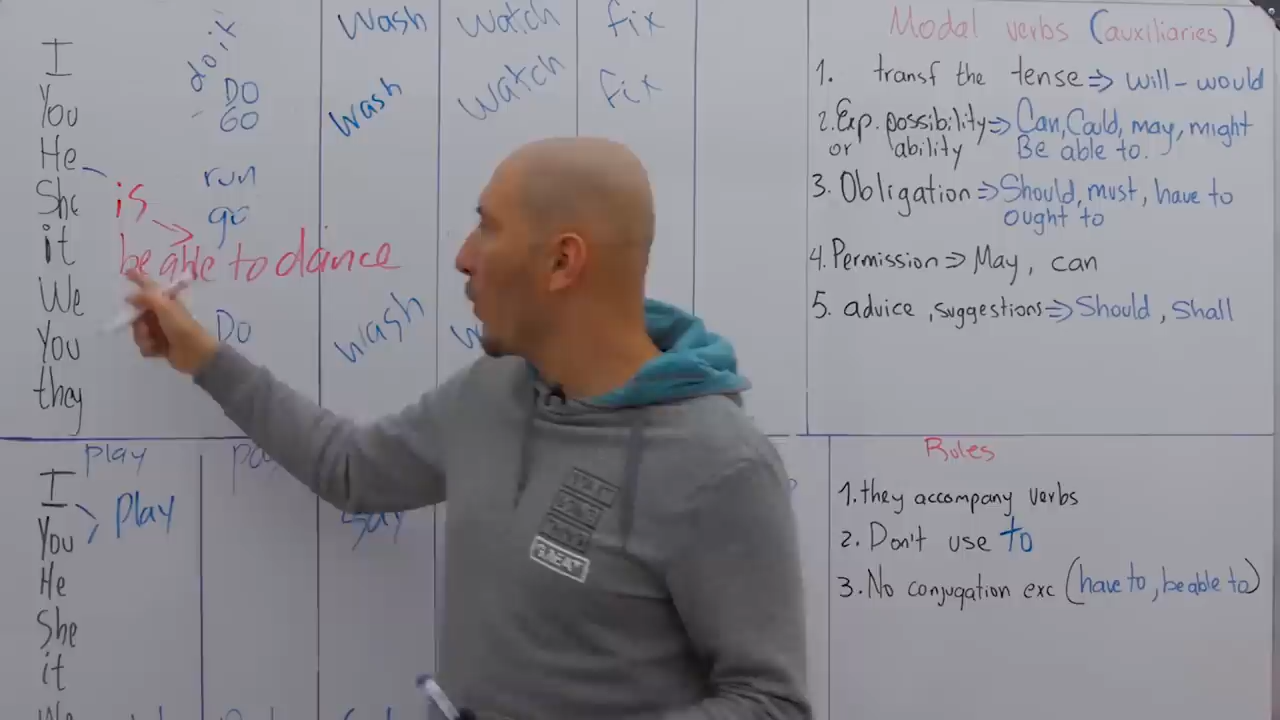 I
You
He
She
it
We
You
they
do it
DO
GO
run
go
is
be able to dance
Do
wash watch fix
wash watch fix
wash
play
I
You
He
She
it
We
Play
say
Modal verbs (auxiliaries)
1. transf the tense ⇒ will - would
2. Exp. possibility ⇒ Can, Could, may, might
or ability Be able to.
3. Obligation ⇒ Should, must, have to
ought to
4. Permission ⇒ May, can
5. advice, suggestions ⇒ Should, Shall
Rules
1. they accompany verbs
2. Don't use to
3. No conjugation exc (have to, be able to)